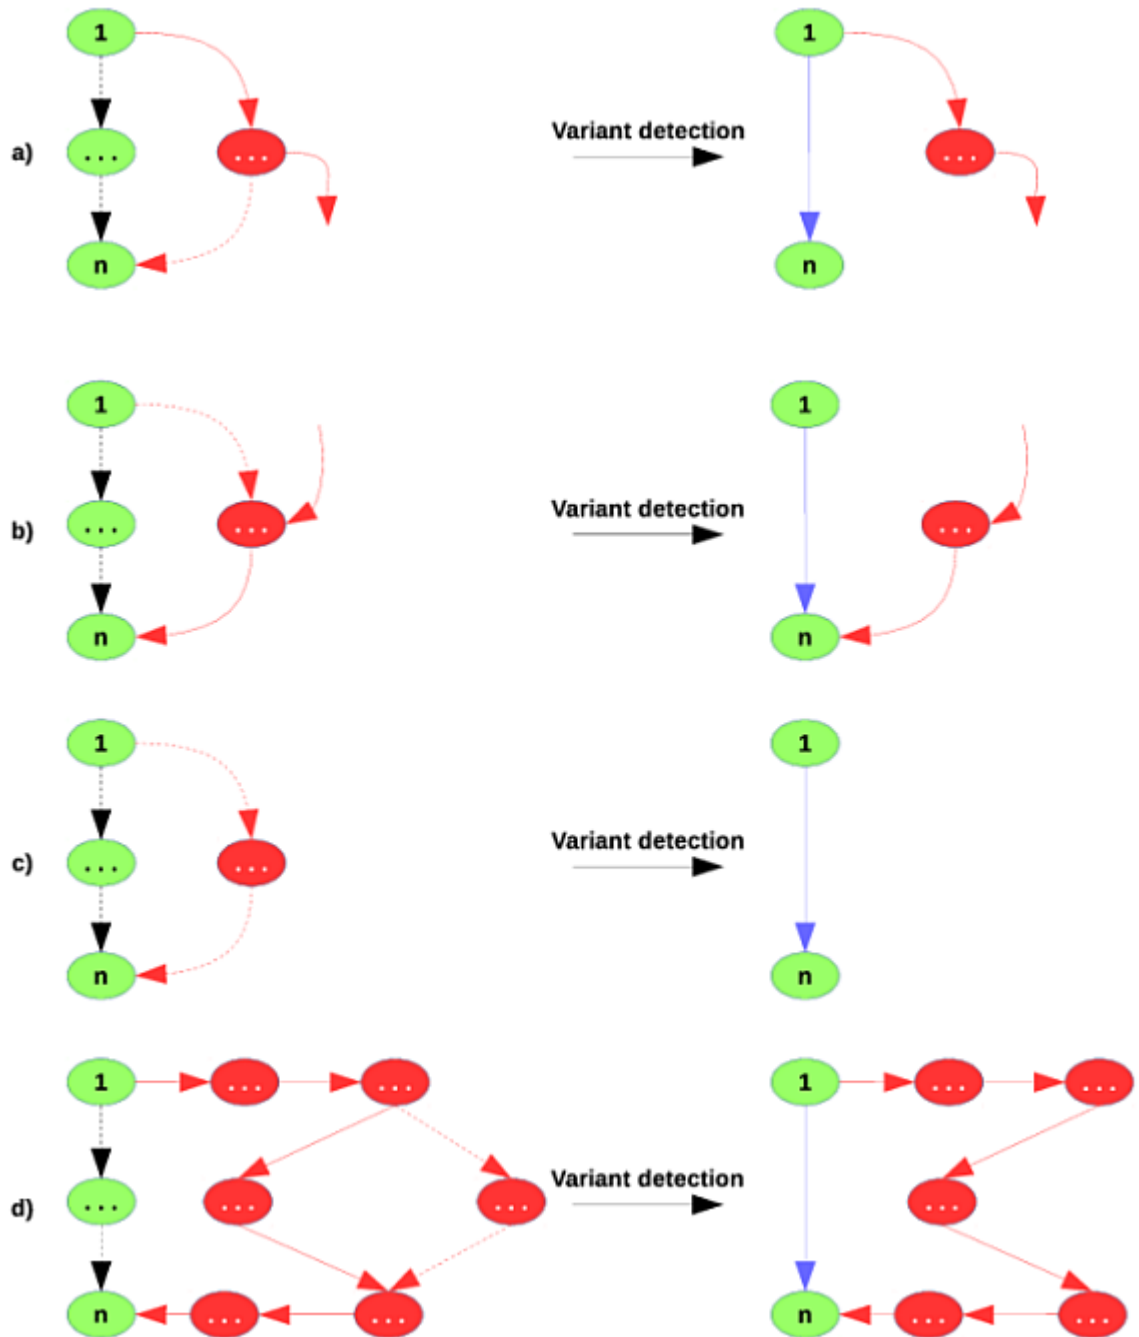 1 1
Variant detection
a) ... ... ...
n n
1 1
Variant detection
b) ... ... ...
n n
1 1
Variant detection
c) ... ...
n n
1 ... ... 1 ... ...
Variant detection
d) ... ... ... ...
n ... ... n ... ...